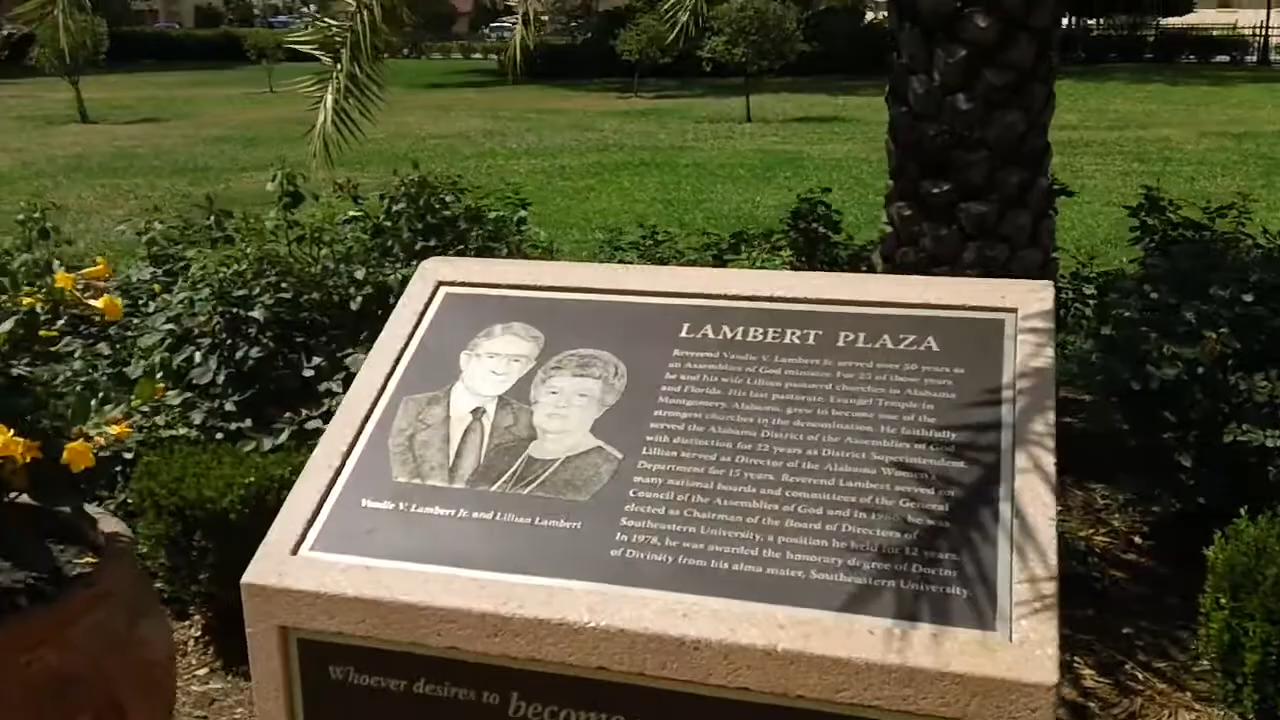 LAMBERT PLAZA
Reverend Vaudie V. Lambert Jr. served over 50 years as
an Assemblies of God minister. For 25 of those years
he and his wife Lillian pastored churches in Alabama
and Florida. His last pastorate, Evangel Temple in
Montgomery, Alabama, grew to become one of the
strongest churches in the denomination. He faithfully
served the Alabama District of the Assemblies of God
with distinction for 22 years as District Superintendent.
Lillian served as Director of the Alabama Women's
Department for 15 years. Reverend Lambert served on
many national boards and committees of the General
Council of the Assemblies of God and in he was
elected as Chairman of the Board of Directors of
Southeastern University, a position he held for 12 years.
In 1978, he was awarded the honorary degree of Doctor
of Divinity from his alma mater, Southeastern University.
Vaudie V. Lambert Jr. and Lillian Lambert
Whoever desires to become